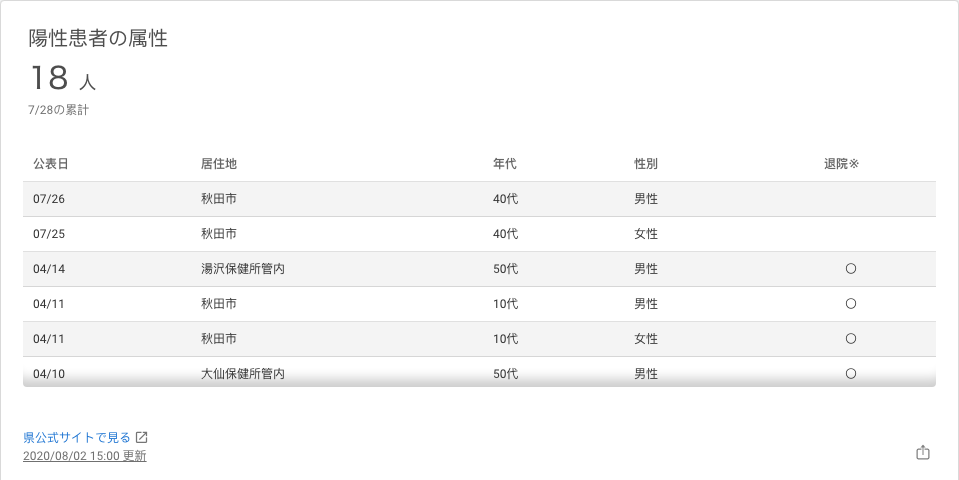 陽性患者の属性
18 人
7/28の累計
公表日 居住地 年代 性別 退院※
07/26 秋田市 40代 男性
07/25 秋田市 40代 女性
04/14 湯沢保健所管内 50代 男性 〇
04/11 秋田市 10代 男性 〇
04/11 秋田市 10代 女性 〇
04/10 大仙保健所管内 50代 男性 〇
県公式サイトで見る
2020/08/02 15:00 更新